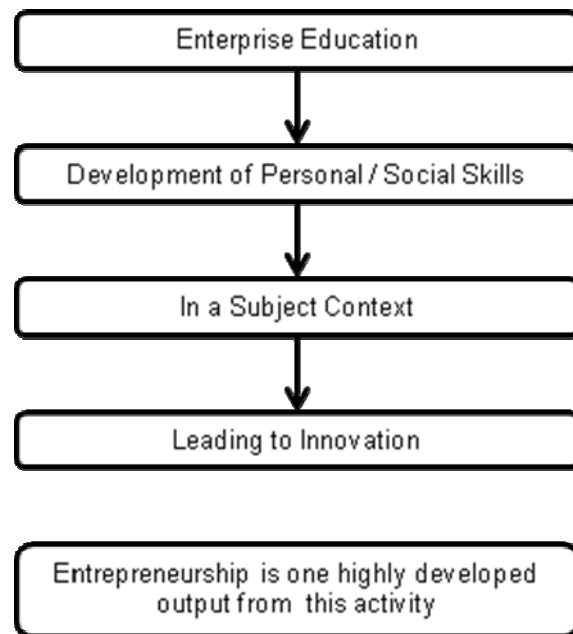 Enterprise Education
Development of Personal / Social Skills
In a Subject Context
Leading to Innovation
Entrepreneurship is one highly developed
output from this activity